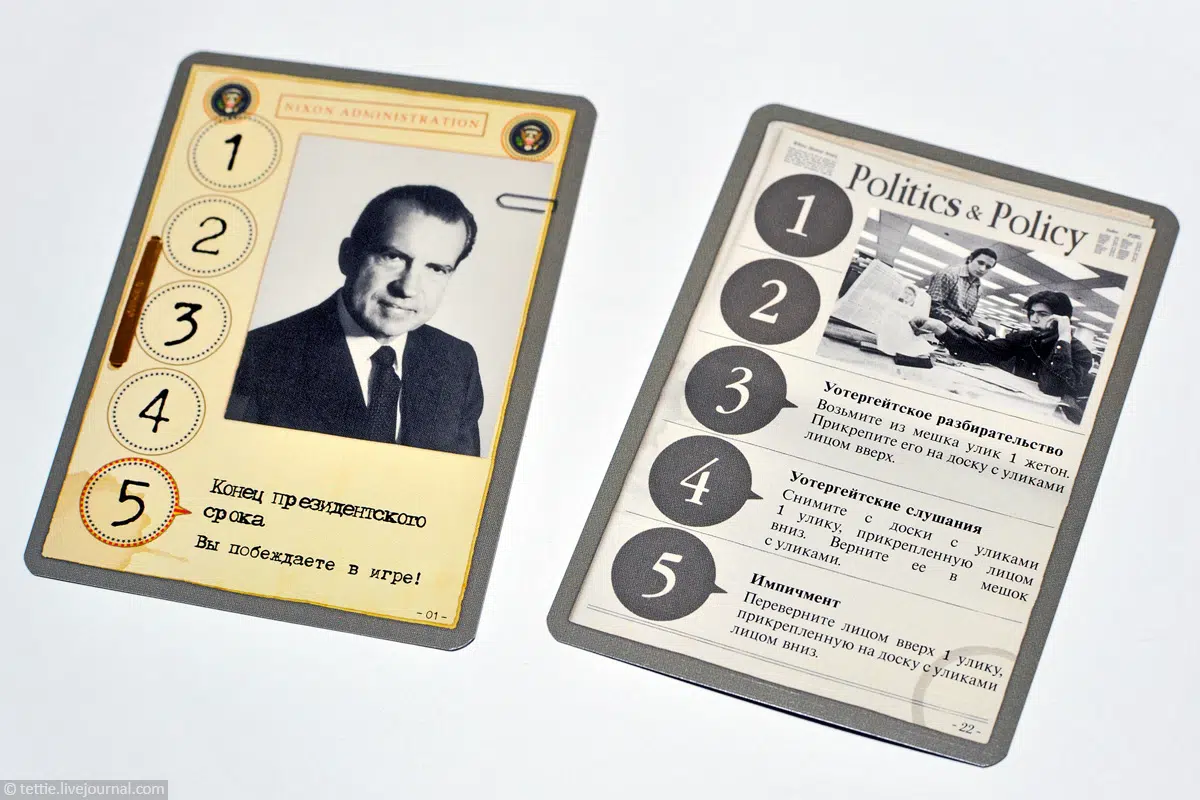 NIXON ADMINISTRATION
1
2
3
4
5
Конец президентского
срока
Вы побеждаете в игре!
- 01 -
Politics & Policy
1
2
3
Уотергейтское разбирательство
Возьмите из мешка улик 1 жетон.
Прикрепите его на доску с уликами
лицом вверх.
4
Уотергейтские слушания
Снимите с доски с уликами
1 улику, прикрепленную лицом
вниз. Верните ее в мешок
с уликами.
5
Импичмент
Переверните лицом вверх 1 улику,
прикрепленную на доску с уликами
лицом вниз.
- 22 -
© tettie.livejournal.com